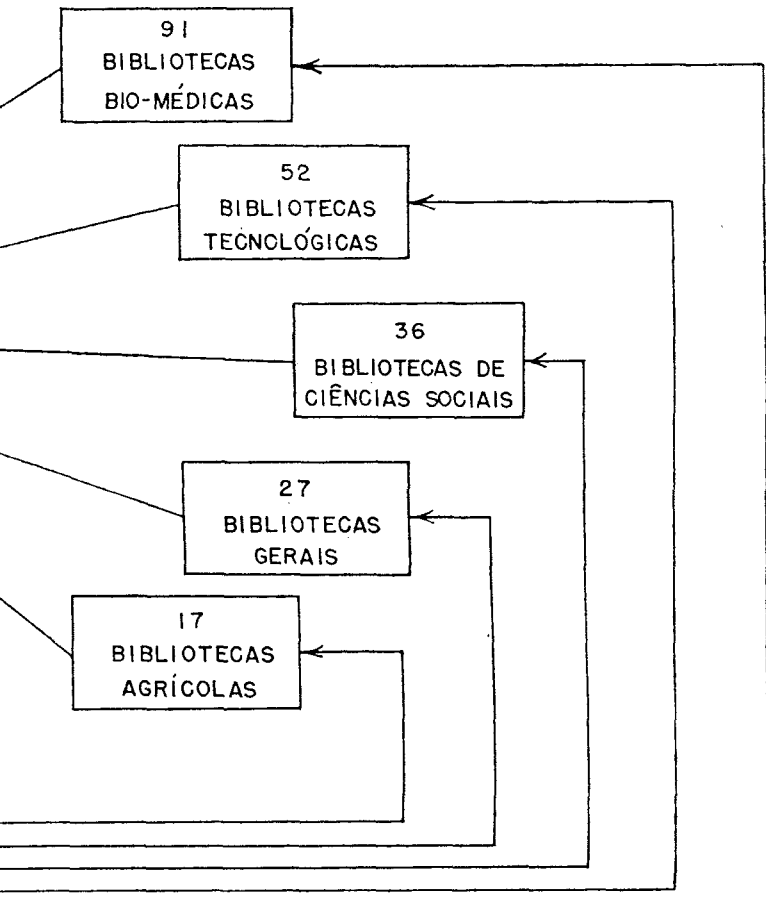 91
BIBLIOTECAS
BIO-MÉDICAS
52
BIBLIOTECAS
TECNOLÓGICAS
36
BIBLIOTECAS DE
CIÊNCIAS SOCIAIS
27
BIBLIOTECAS
GERAIS
17
BIBLIOTECAS
AGRÍCOLAS